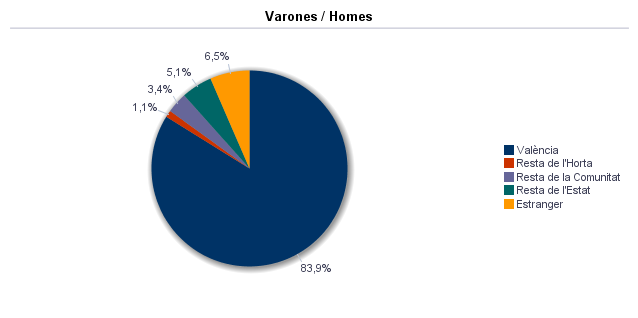 Varones / Homes
6,5%
5,1%
3,4%
1,1%
83,9%
València
Resta de l'Horta
Resta de la Comunitat
Resta de l'Estat
Estranger